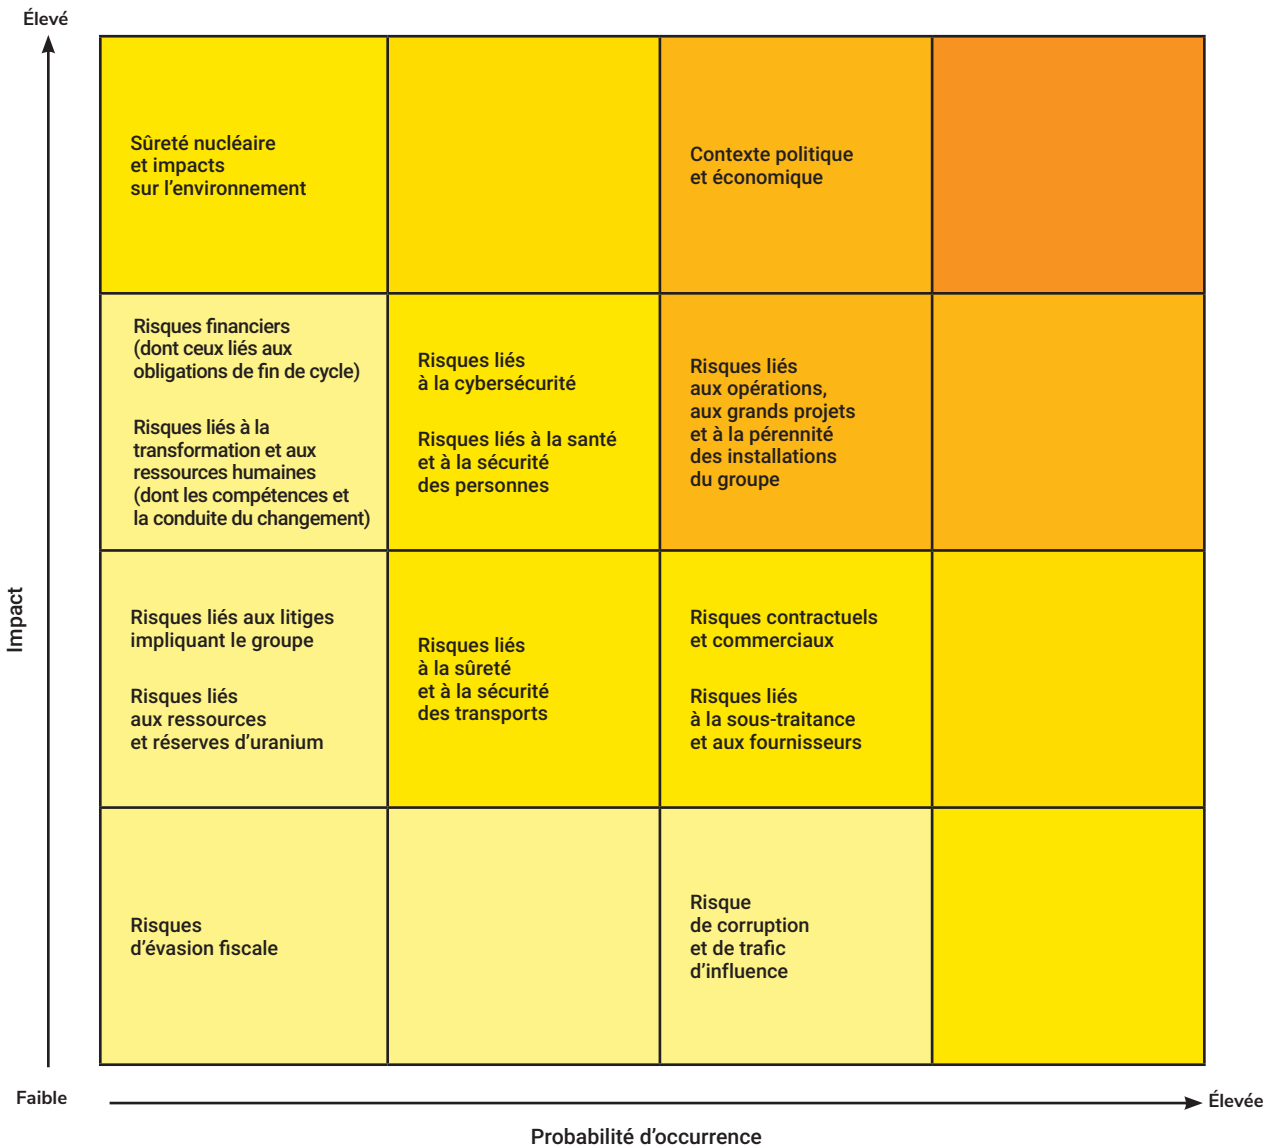 Élevé
Sûreté nucléaire
et impacts
sur l'environnement
Contexte politique
et économique
Risques financiers
(dont ceux liés aux
obligations de fin de cycle)
Risques liés à la
transformation et aux
ressources humaines
(dont les compétences et
la conduite du changement)
Risques liés
à la cybersécurité
Risques liés à la santé
et à la sécurité
des personnes
Risques liés
aux opérations,
aux grands projets
et à la pérennité
des installations
du groupe
Impact
Risques liés aux litiges
impliquant le groupe
Risques liés
aux ressources
et réserves d'uranium
Risques liés
à la sûreté
et à la sécurité
des transports
Risques contractuels
et commerciaux
Risques liés
à la sous-traitance
et aux fournisseurs
Risques
d'évasion fiscale
Risque
de corruption
et de trafic
d'influence
Faible
Élevée
Probabilité d'occurrence